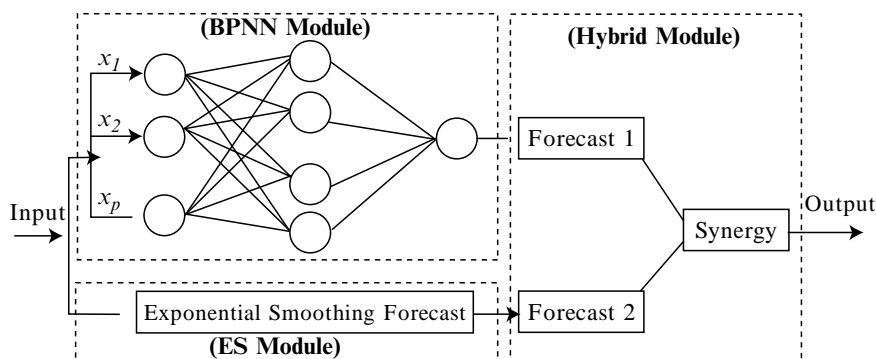 (BPNN Module)
(Hybrid Module)
x1
x2
xp
Forecast 1
Input
Output
Synergy
Exponential Smoothing Forecast
Forecast 2
(ES Module)